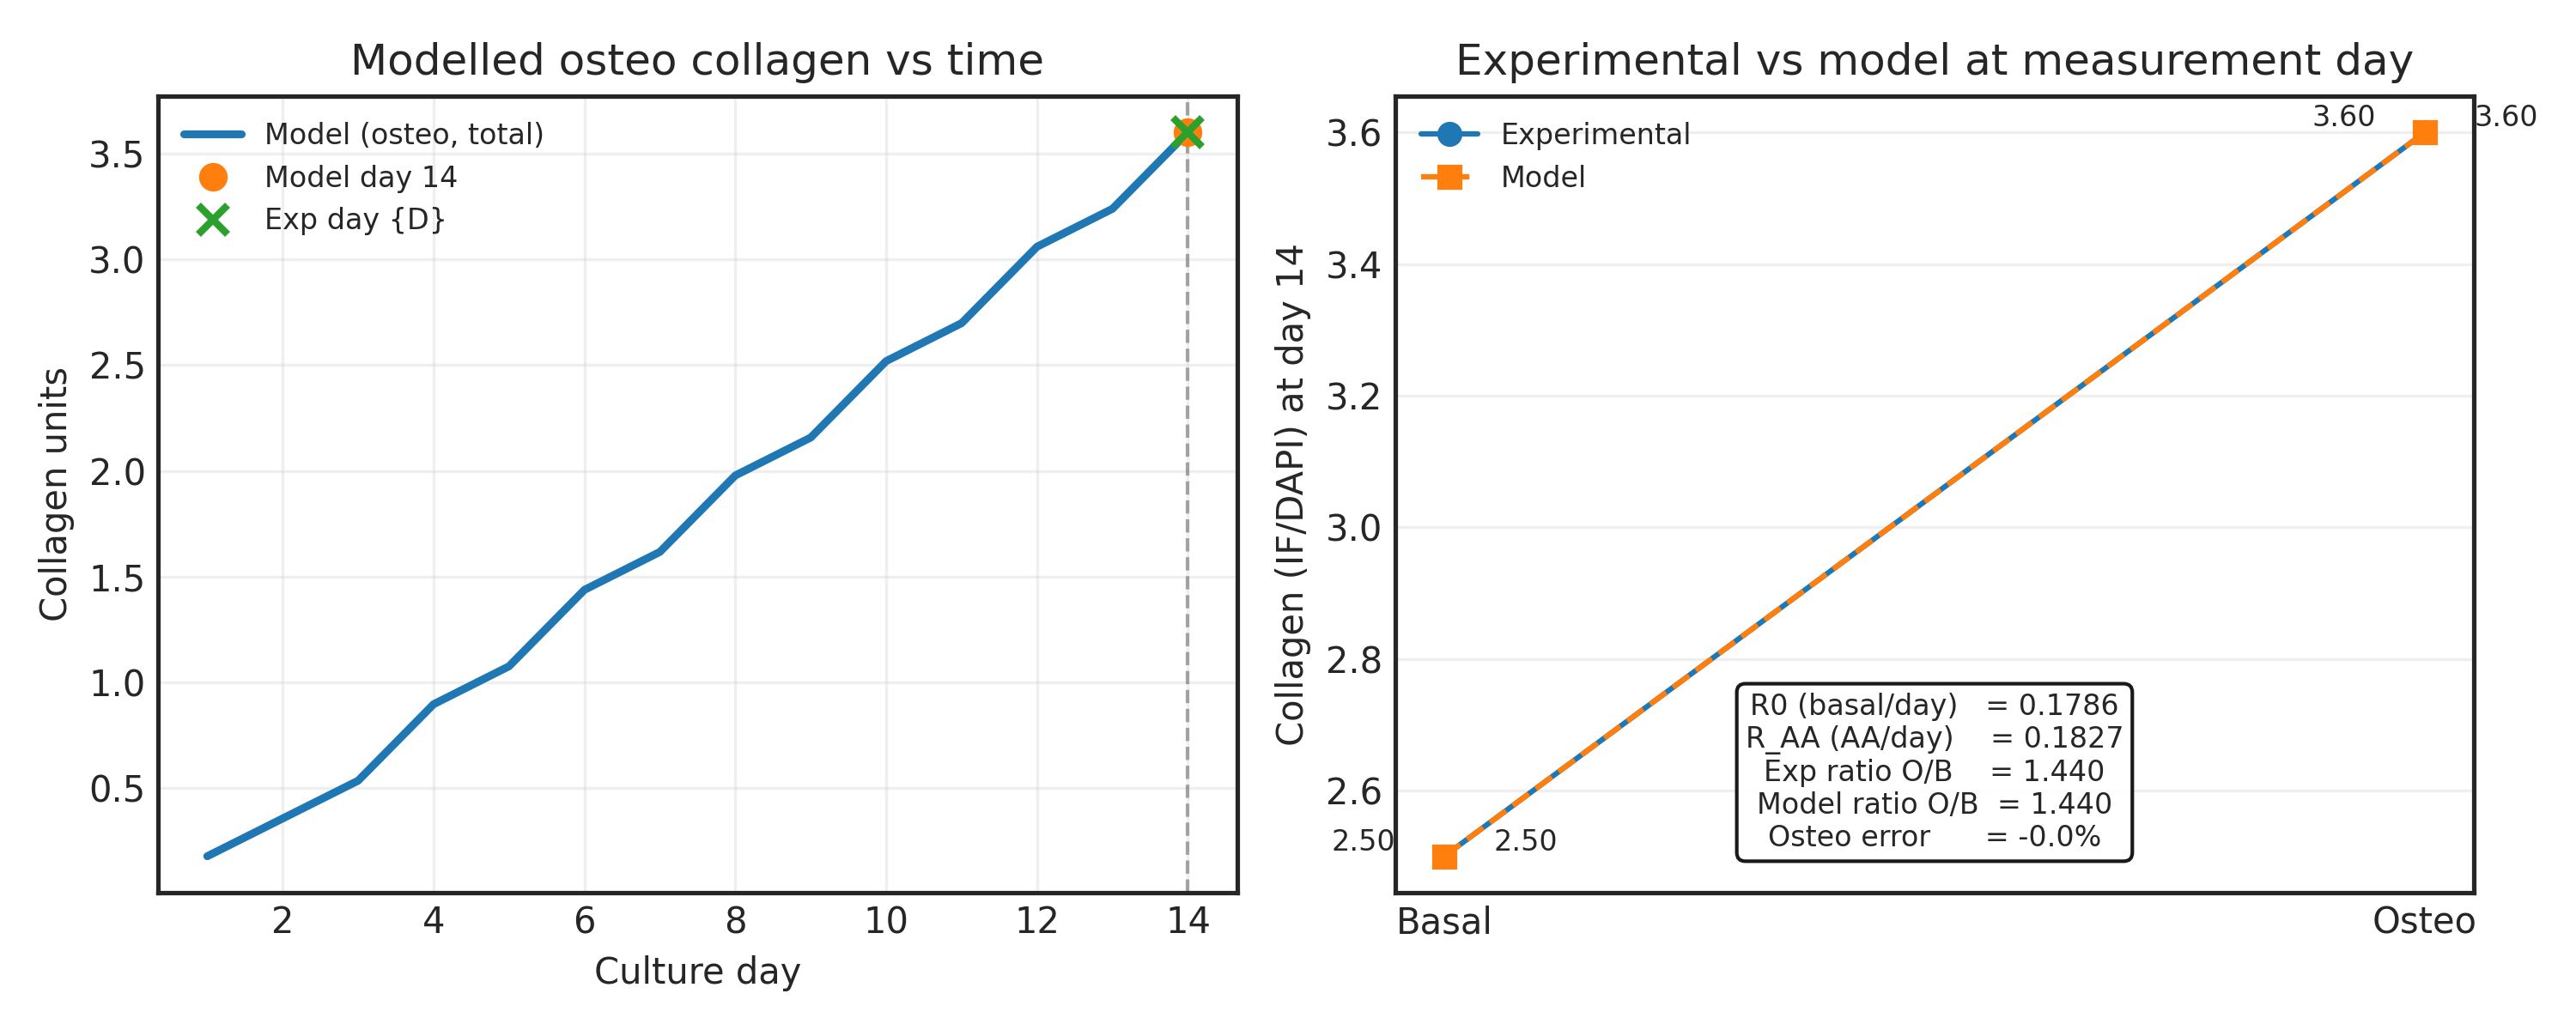 Modelled osteo collagen vs time
Model (osteo, total)
Model day 14
Exp day {D}
Collagen units
3.5
3.0
2.5
2.0
1.5
1.0
0.5
2 4 6 8 10 12 14
Culture day
Experimental vs model at measurement day
Experimental
Model
3.60 3.60
Collagen (IF/DAPI) at day 14
3.6
3.4
3.2
3.0
2.8
2.6
2.50 2.50
R0 (basal/day) = 0.1786
R_AA (AA/day) = 0.1827
Exp ratio O/B = 1.440
Model ratio O/B = 1.440
Osteo error = -0.0%
Basal Osteo